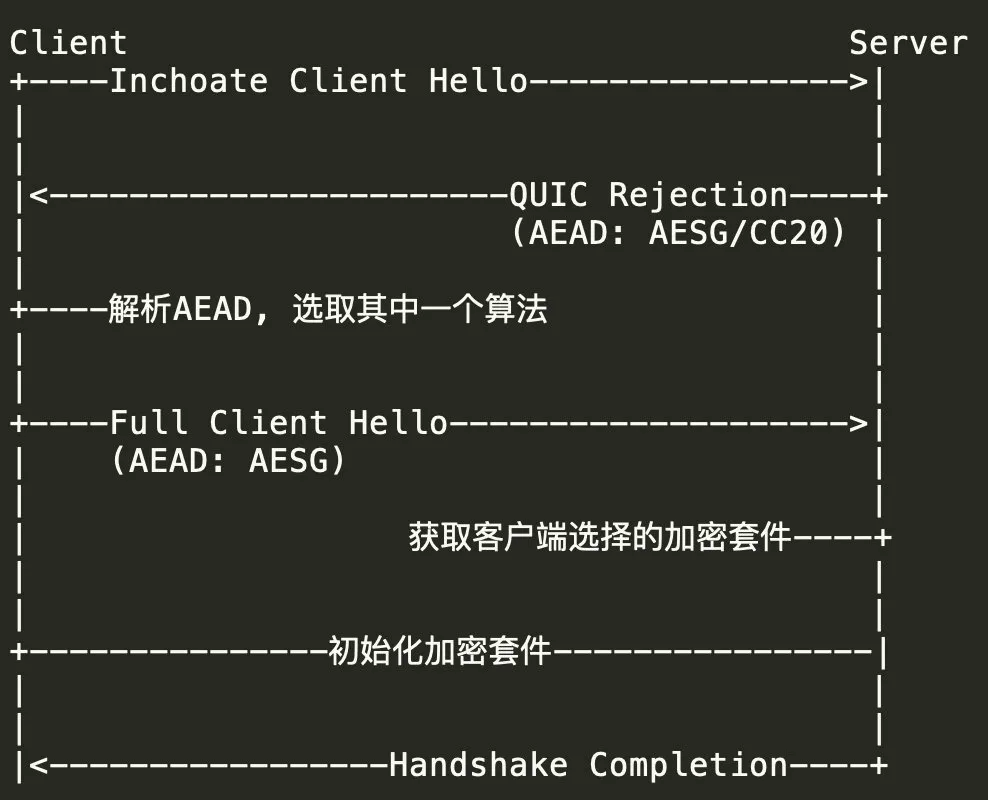 Client Server
+----Inchoate Client Hello---------------->|
|<-----------------------QUIC Rejection----+
(AEAD: AESG/CC20)
+----解析AEAD, 选取其中一个算法
+----Full Client Hello-------------------->|
(AEAD: AESG)
获取客户端选择的加密套件----+
+---------------初始化加密套件----------------|
|<-----------------Handshake Completion----+